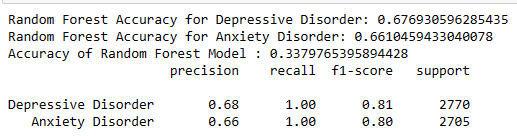 Random Forest Accuracy for Depressive Disorder: 0.676930596285435
Random Forest Accuracy for Anxiety Disorder: 0.6610459433040078
Accuracy of Random Forest Model : 0.3379765395894428
precision recall f1-score support
Depressive Disorder 0.68 1.00 0.81 2770
Anxiety Disorder 0.66 1.00 0.80 2705